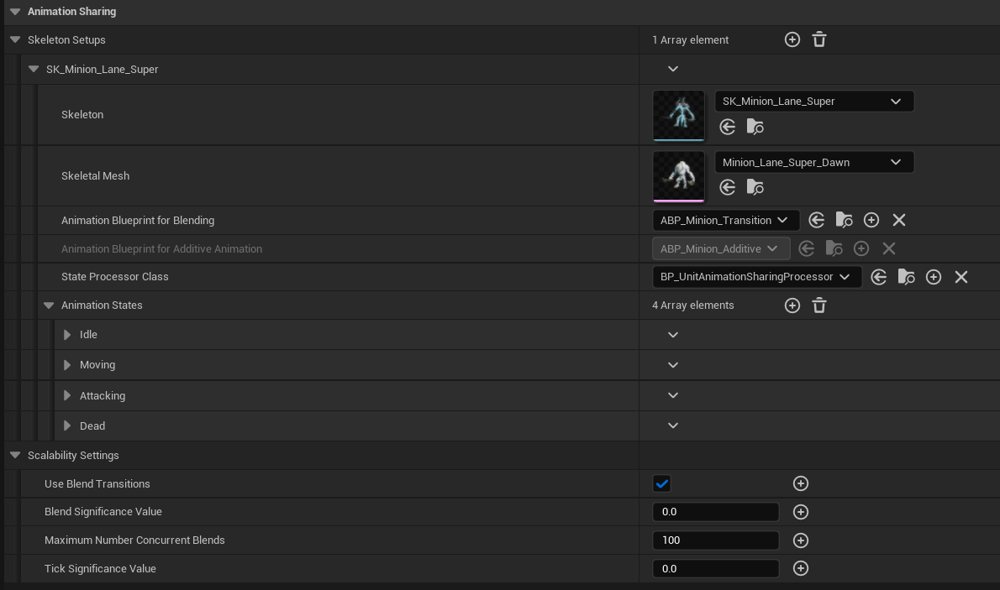 Animation Sharing
Skeleton Setups
1 Array element
SK_Minion_Lane_Super
Skeleton
SK_Minion_Lane_Super
Skeletal Mesh
Minion_Lane_Super_Dawn
Animation Blueprint for Blending
ABP_Minion_Transition
Animation Blueprint for Additive Animation
ABP_Minion_Additive
State Processor Class
BP_UnitAnimationSharingProcessor
Animation States
4 Array elements
Idle
Moving
Attacking
Dead
Scalability Settings
Use Blend Transitions
Blend Significance Value
0.0
Maximum Number Concurrent Blends
100
Tick Significance Value
0.0